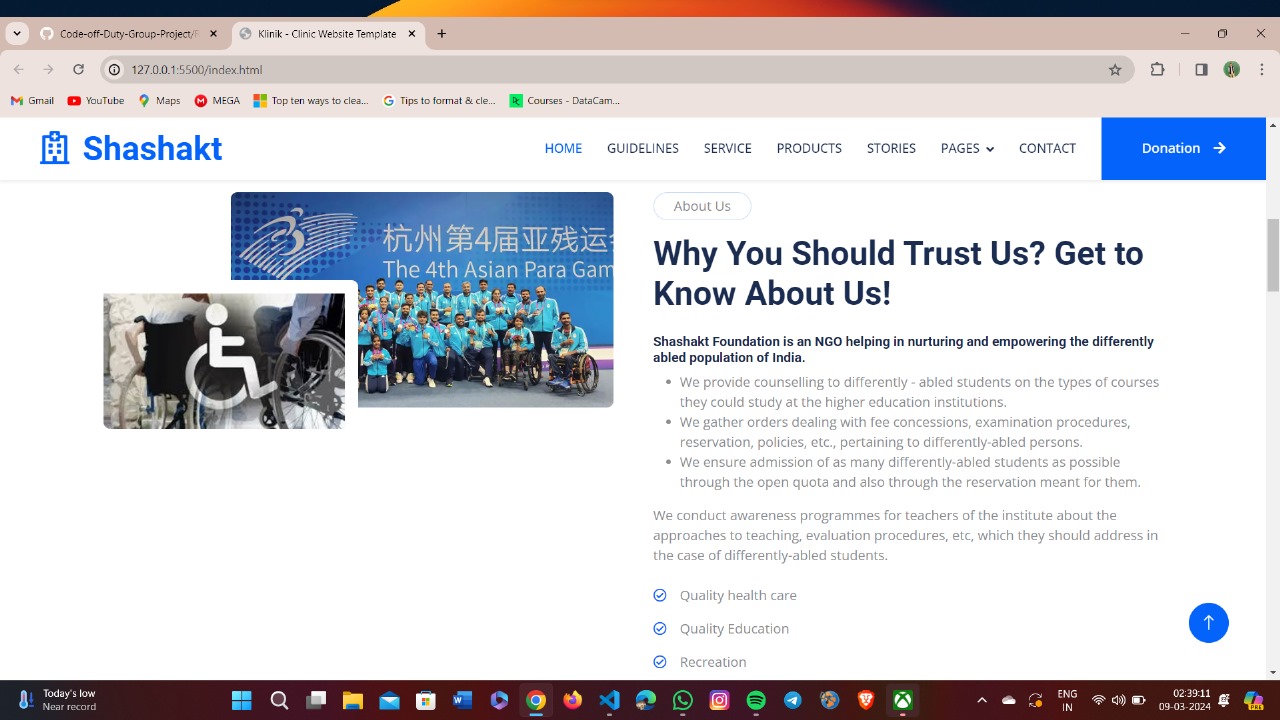 Code-off-Duty-Group-Project/
Klinik - Clinic Website Template
127.0.0.1:5500/index.html
Gmail
YouTube
Maps
MEGA
Top ten ways to clea...
Tips to format & cle...
Courses - DataCam...
Shashakt
HOME
GUIDELINES
SERVICE
PRODUCTS
STORIES
PAGES
CONTACT
Donation
杭州第4届亚残运
The 4th Asian Para Gam
About Us
Why You Should Trust Us? Get to
Know About Us!
Shashakt Foundation is an NGO helping in nurturing and empowering the differently
abled population of India.
We provide counselling to differently - abled students on the types of courses
they could study at the higher education institutions.
We gather orders dealing with fee concessions, examination procedures,
reservation, policies, etc., pertaining to differently-abled persons.
We ensure admission of as many differently-abled students as possible
through the open quota and also through the reservation meant for them.
We conduct awareness programmes for teachers of the institute about the
approaches to teaching, evaluation procedures, etc, which they should address in
the case of differently-abled students.
Quality health care
Quality Education
Recreation
Today's low
Near record
ENG
IN
02:39:11
09-03-2024
PRE